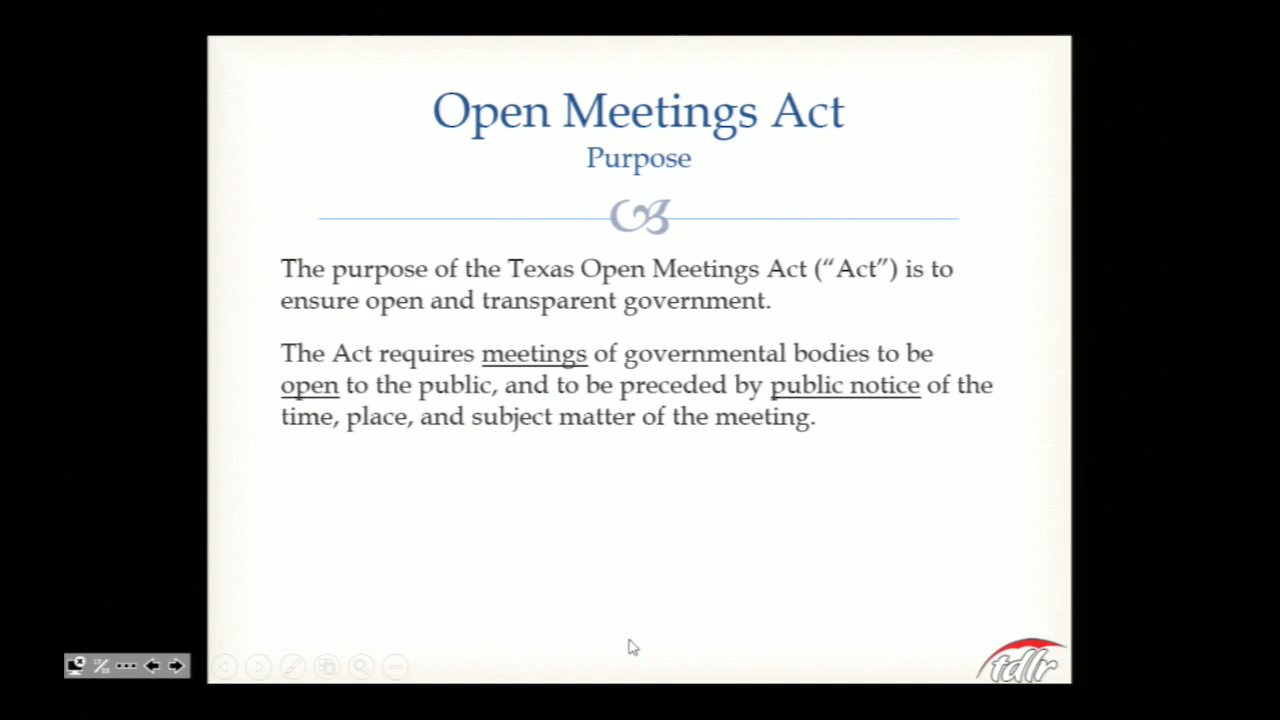 Open Meetings Act
Purpose
The purpose of the Texas Open Meetings Act (“Act”) is to
ensure open and transparent government.
The Act requires meetings of governmental bodies to be
open to the public, and to be preceded by public notice of the
time, place, and subject matter of the meeting.
tdlr